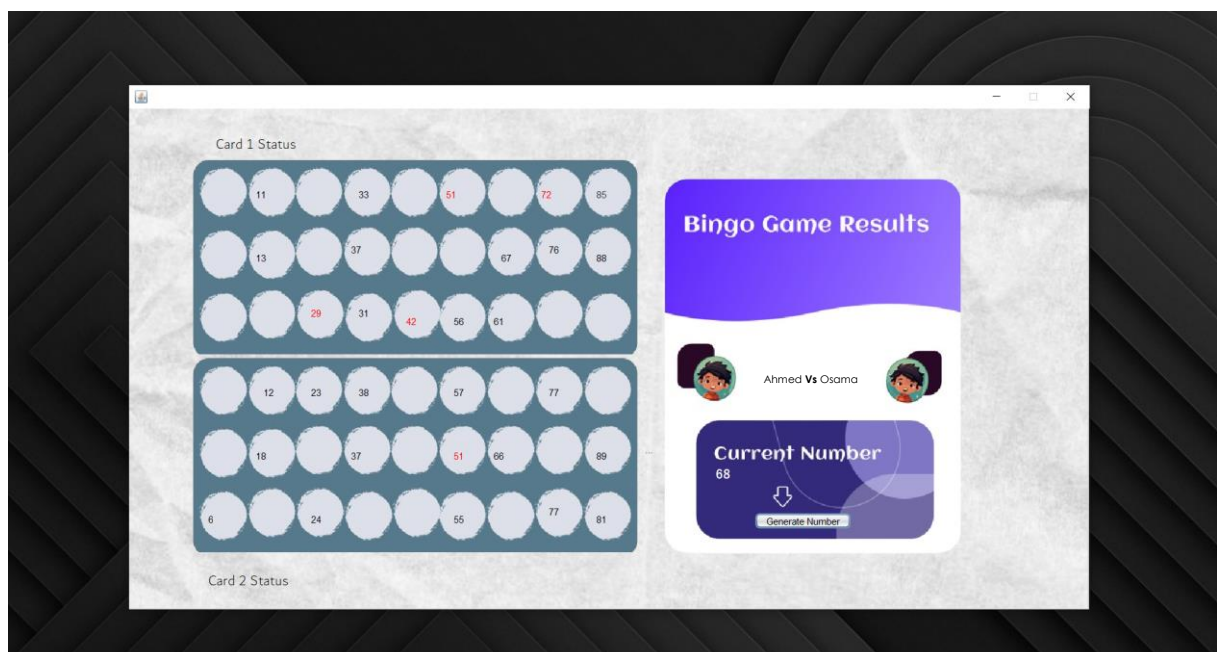 Card 1 Status
11 33 51 72 85
13 37 67 76 88
29 31 42 56 61
12 23 38 57 77
18 37 51 66 89
6 24 55 77 81
Card 2 Status
Bingo Game Results
Ahmed Vs Osama
Current Number
68
Generate Number